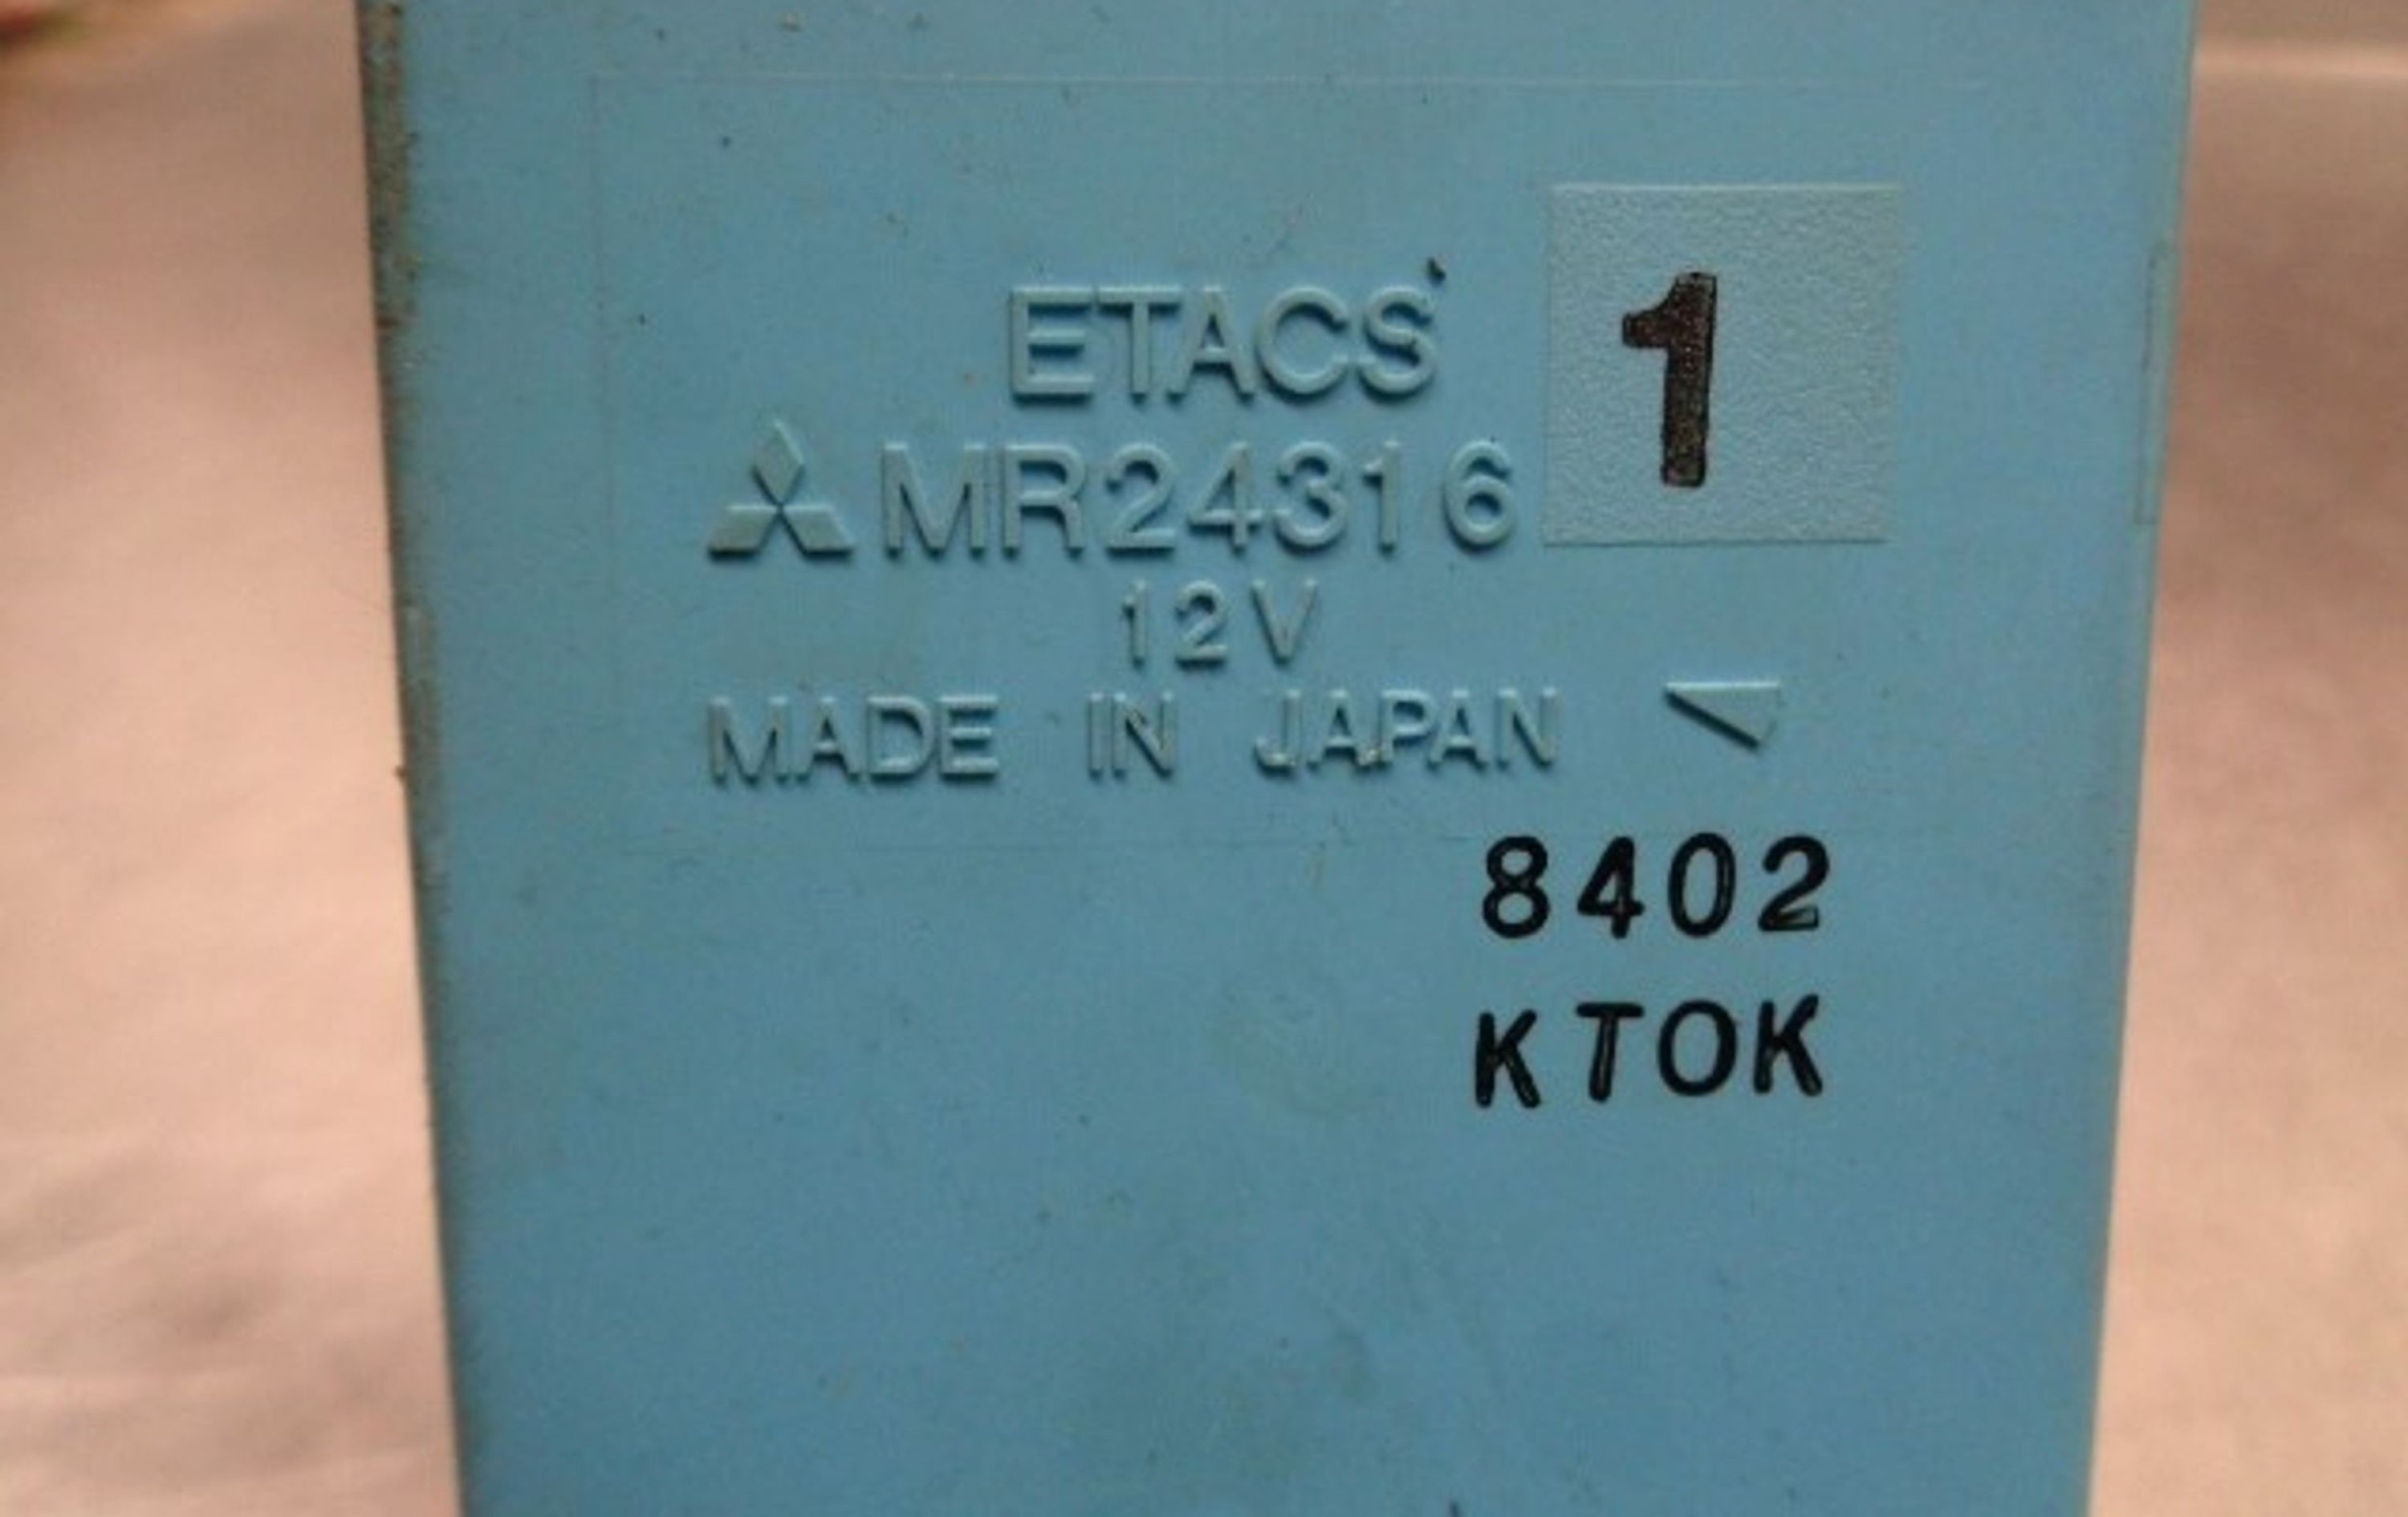 ETACS
MR24316 1
12V
MADE IN JAPAN
8402
KTOK